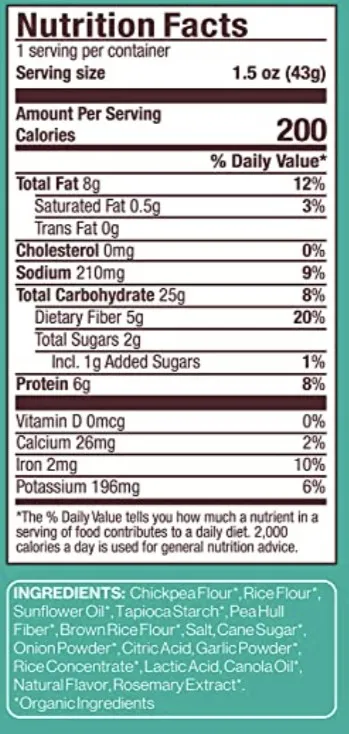 Nutrition Facts
1 serving per container
Serving size 1.5 oz (43g)
Amount Per Serving
Calories 200
% Daily Value*
Total Fat 8g 12%
Saturated Fat 0.5g 3%
Trans Fat 0g
Cholesterol 0mg 0%
Sodium 210mg 9%
Total Carbohydrate 25g 8%
Dietary Fiber 5g 20%
Total Sugars 2g
Incl. 1g Added Sugars 1%
Protein 6g 8%
Vitamin D 0mcg 0%
Calcium 26mg 2%
Iron 2mg 10%
Potassium 196mg 6%
*The % Daily Value tells you how much a nutrient in a
serving of food contributes to a daily diet. 2,000
calories a day is used for general nutrition advice.
INGREDIENTS: Chickpea Flour*, Rice Flour*,
Sunflower Oil*, Tapioca Starch*, Pea Hull
Fiber*, Brown Rice Flour*, Salt, Cane Sugar*,
Onion Powder*, Citric Acid, Garlic Powder*,
Rice Concentrate*, Lactic Acid, Canola Oil*,
Natural Flavor, Rosemary Extract*.
*Organic Ingredients